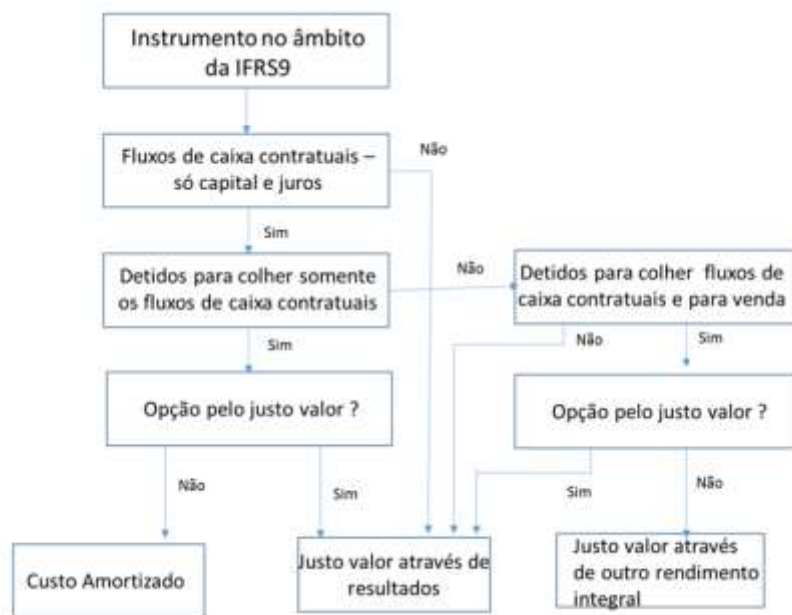 Instrumento no âmbito
da IFRS9
Fluxos de caixa contratuais –
só capital e juros
Não
Sim
Detidos para colher somente
os fluxos de caixa contratuais
Não
Detidos para colher fluxos de
caixa contratuais e para venda
Sim
Não
Sim
Opção pelo justo valor ?
Opção pelo justo valor ?
Não
Sim
Sim
Não
Custo Amortizado
Justo valor através de
resultados
Justo valor através
de outro rendimento
integral